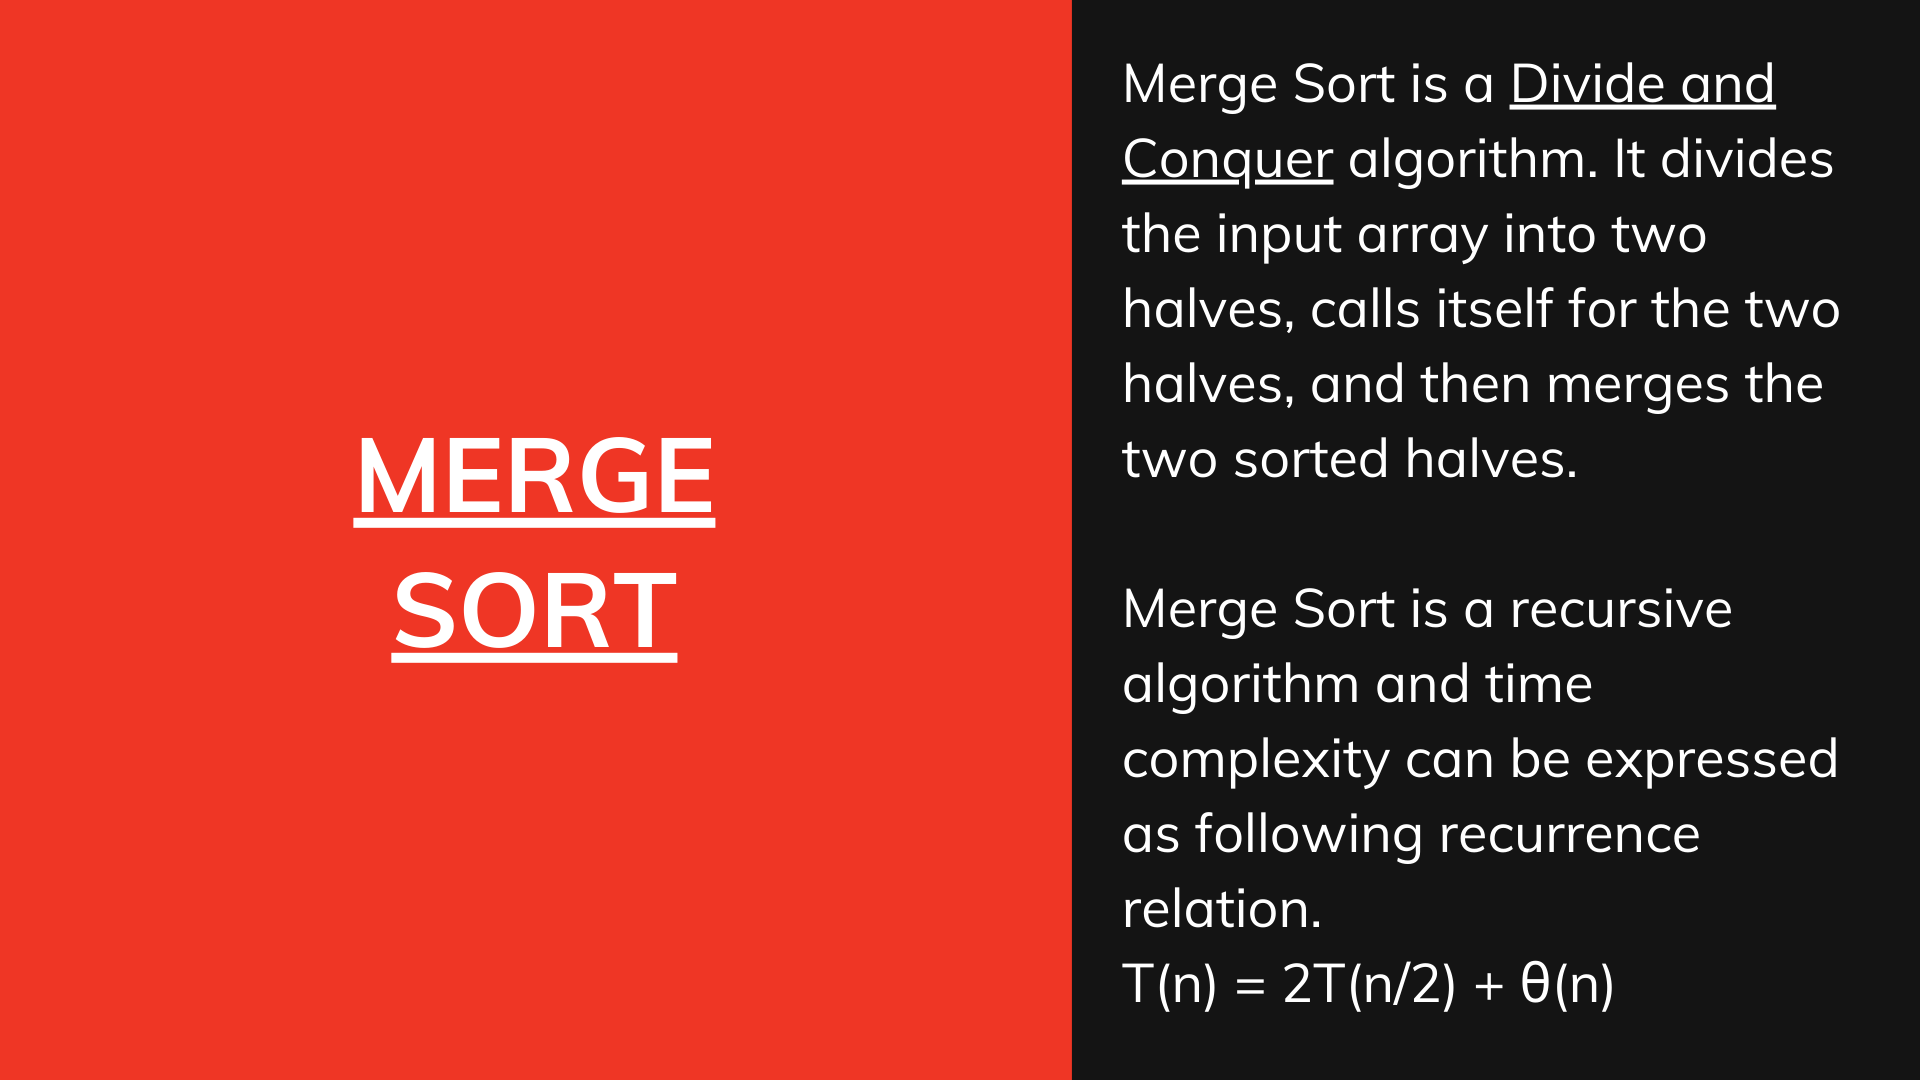 MERGE
SORT
Merge Sort is a Divide and
Conquer algorithm. It divides
the input array into two
halves, calls itself for the two
halves, and then merges the
two sorted halves.
Merge Sort is a recursive
algorithm and time
complexity can be expressed
as following recurrence
relation.
T(n) = 2T(n/2) + θ(n)